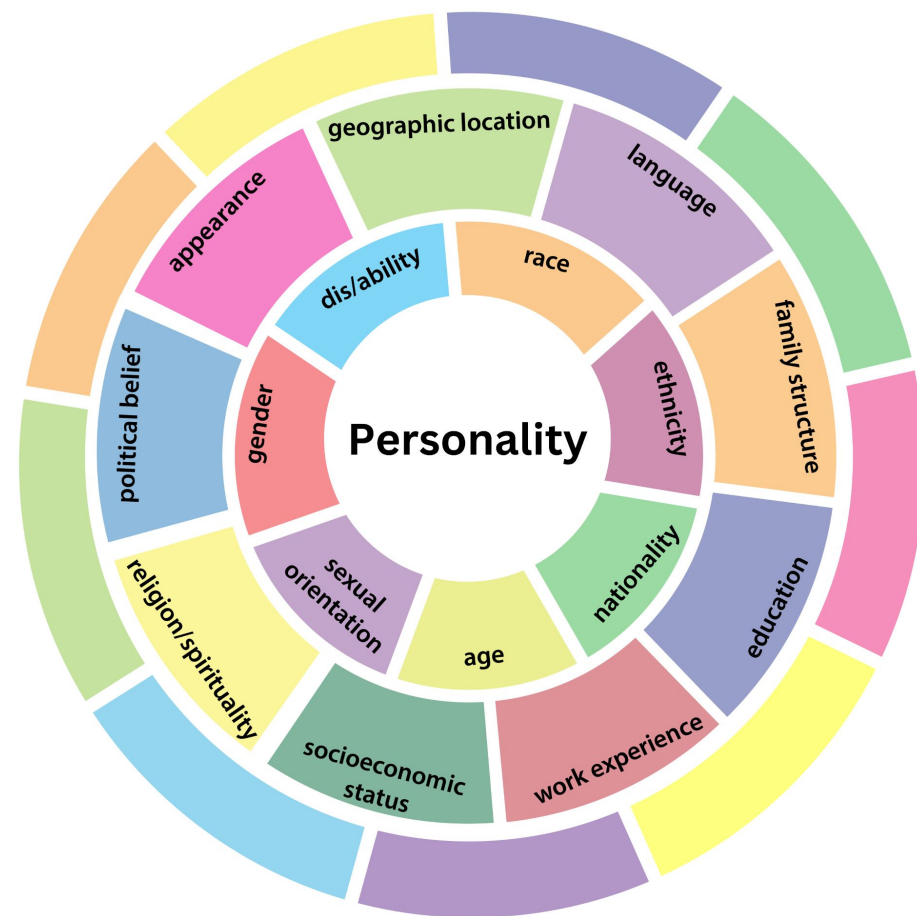 Personality
race
ethnicity
nationality
age
sexual
orientation
gender
dis/ability
geographic location
language
family structure
education
work experience
socioeconomic
status
religion/spirituality
political belief
appearance